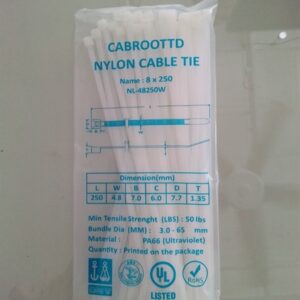 CABROOTTD
NYLON CABLE TIE
Name : 8 x 250
NL-48250W
Dimension(mm)
L W B C D T
250 4.8 7.0 6.0 7.7 1.35
Min Tensile Strenght (LBS) : 50 lbs
Bundle Dia (MM) : 3.0 - 65 mm
Material : PA66 (Ultraviolet)
Quantity : Printed on the package
UL
LISTED
RoHS